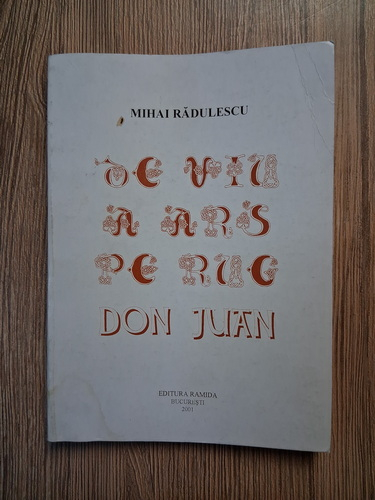 MIHAI RĂDULESCU
DE VIU
A ARS
PE RUG
DON JUAN
EDITURA RAMIDA
BUCUREȘTI
2001